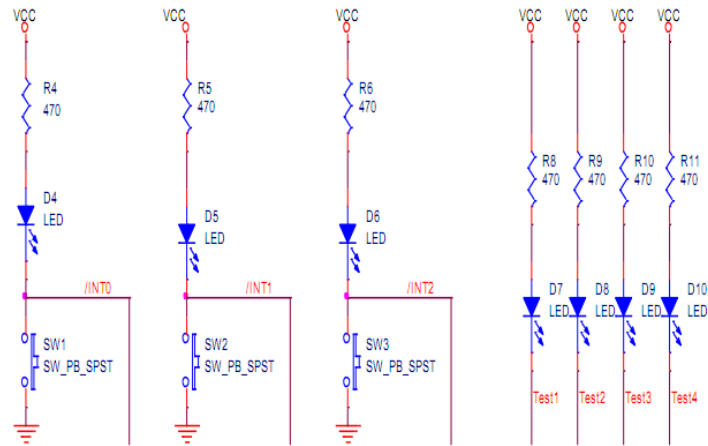 VCC
VCC
VCC
VCC
VCC
VCC
VCC
R4
470
R5
470
R6
470
R8
470
R9
470
R10
470
R11
470
D4
LED
D5
LED
D6
LED
D7
LED
D8
LED
D9
LED
D10
LED
/INT0
/INT1
/INT2
SW1
SW_PB_SPST
SW2
SW_PB_SPST
SW3
SW_PB_SPST
Test1
Test2
Test3
Test4